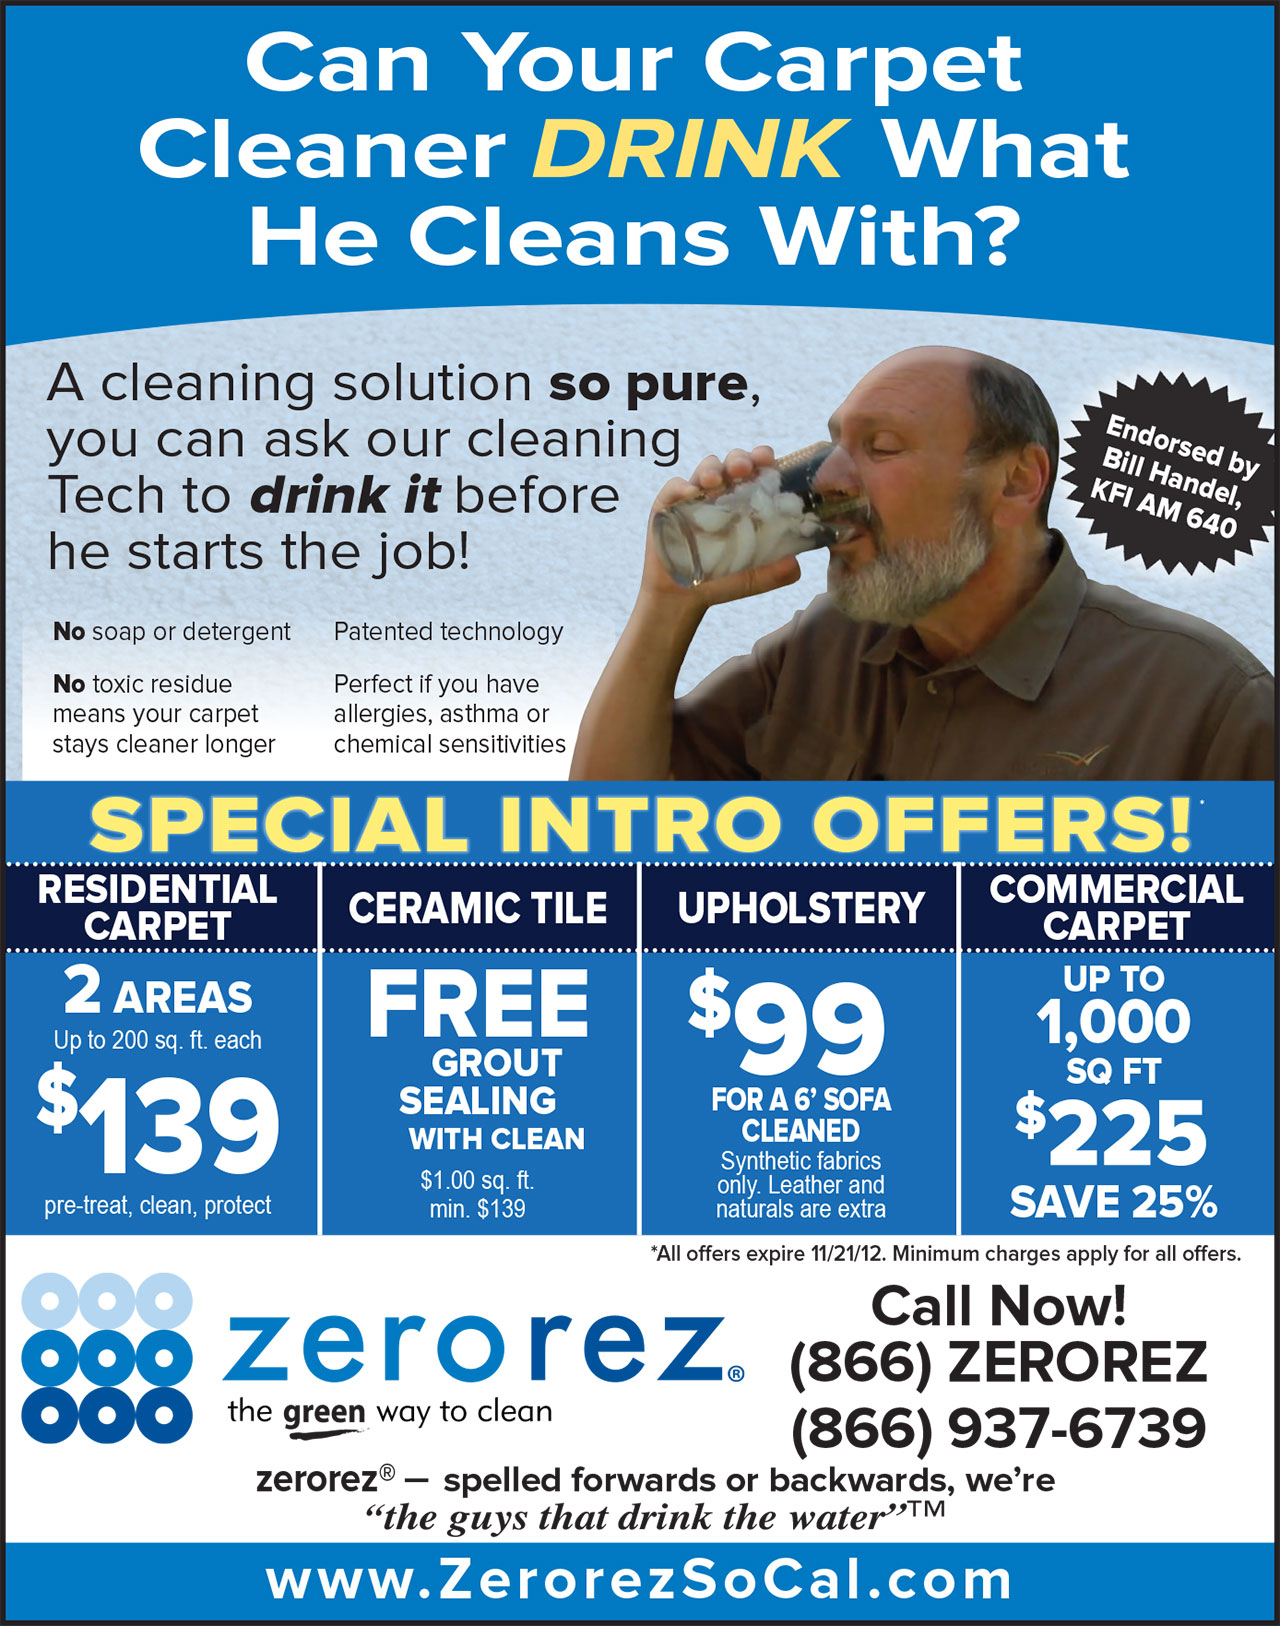 Can Your Carpet
Cleaner DRINK What
He Cleans With?
A cleaning solution so pure,
you can ask our cleaning
Tech to drink it before
he starts the job!
Endorsed by
Bill Handel,
KFI AM 640
No soap or detergent
No toxic residue
means your carpet
stays cleaner longer
Patented technology
Perfect if you have
allergies, asthma or
chemical sensitivities
SPECIAL INTRO OFFERS!*
RESIDENTIAL
CARPET
2 AREAS
Up to 200 sq. ft. each
$139
pre-treat, clean, protect
CERAMIC TILE
FREE
GROUT
SEALING
WITH CLEAN
$1.00 sq. ft.
min. $139
UPHOLSTERY
$99
FOR A 6’ SOFA
CLEANED
Synthetic fabrics
only. Leather and
naturals are extra
COMMERCIAL
CARPET
UP TO
1,000
SQ FT
$225
SAVE 25%
*All offers expire 11/21/12. Minimum charges apply for all offers.
zerorez®
the green way to clean
Call Now!
(866) ZEROREZ
(866) 937-6739
zerorez® — spelled forwards or backwards, we’re
“the guys that drink the water”™
www.ZerorezSoCal.com